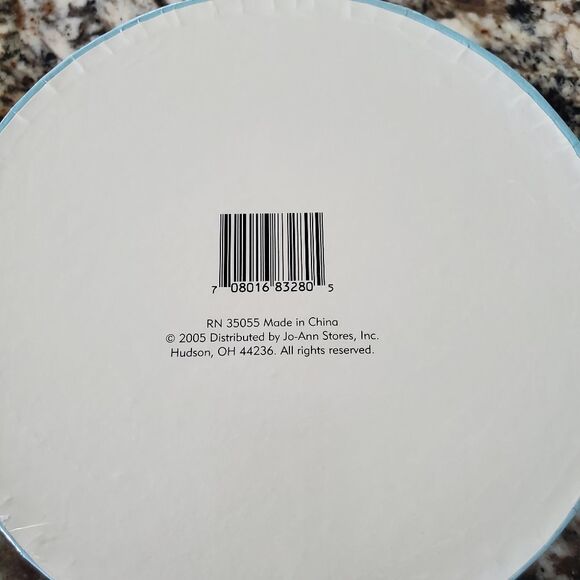 7 08016 83280 5
RN 35055 Made in China
© 2005 Distributed by Jo-Ann Stores, Inc.
Hudson, OH 44236. All rights reserved.